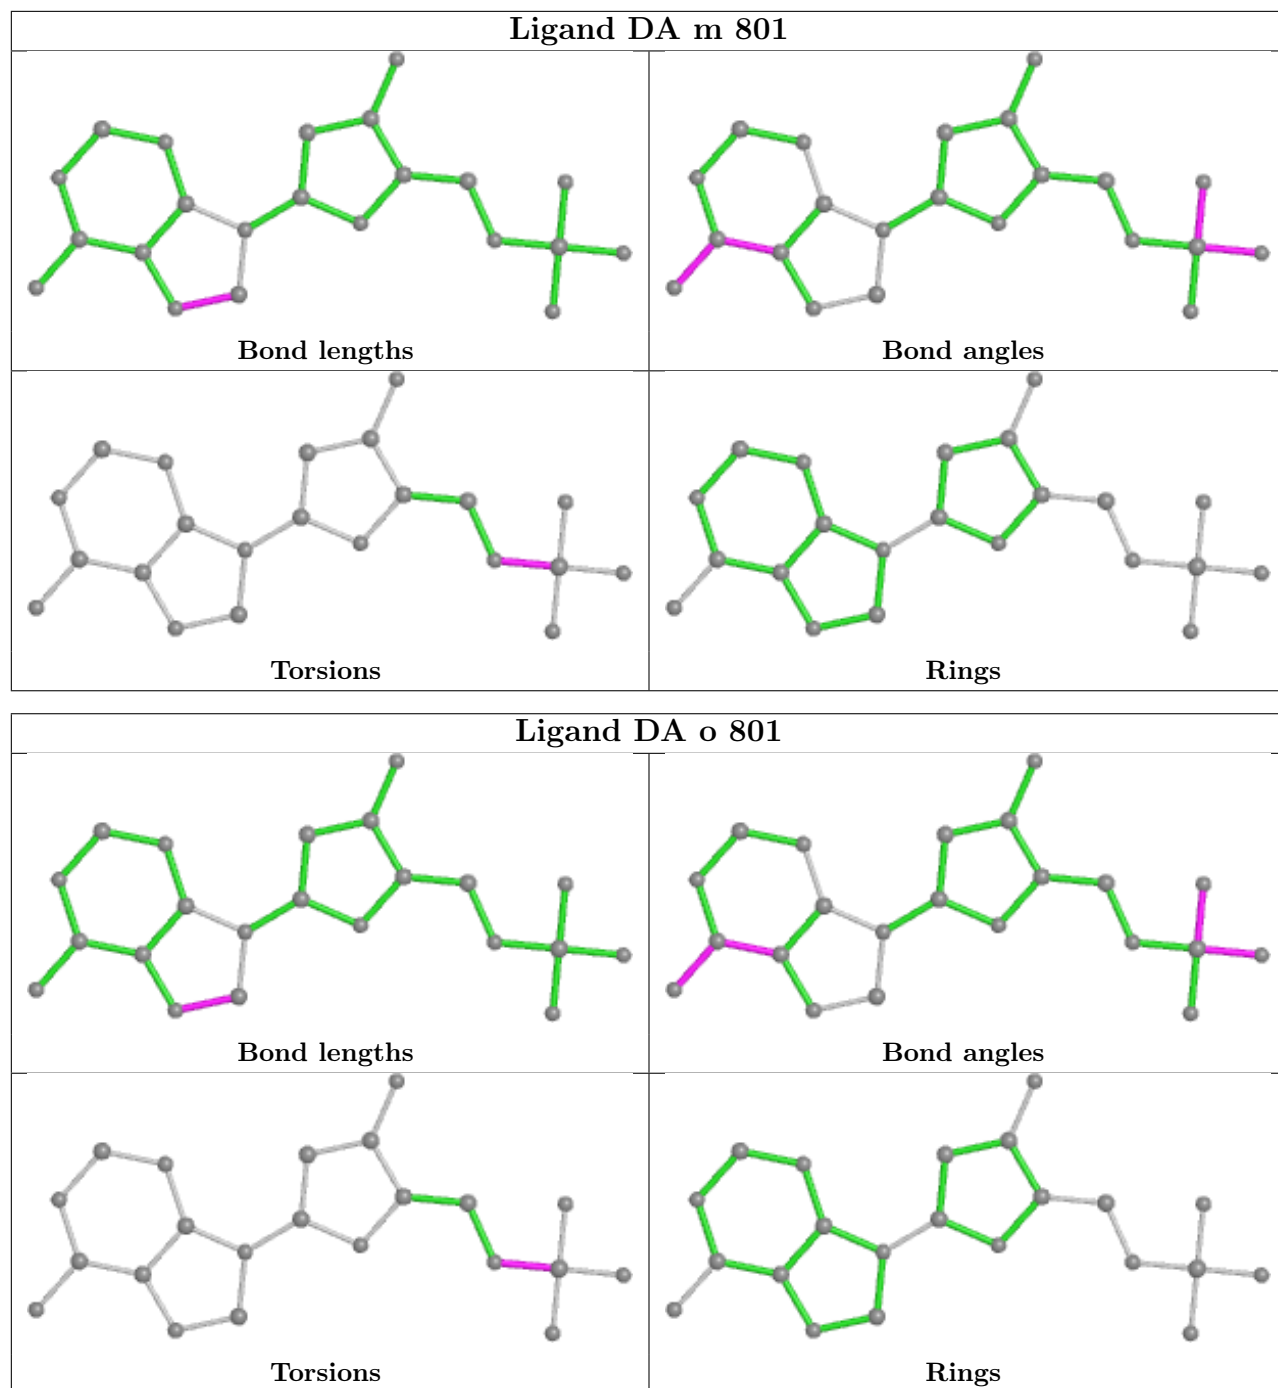 Ligand DA m 801
Bond lengths
Bond angles
Torsions
Rings
Ligand DA o 801
Bond lengths
Bond angles
Torsions
Rings